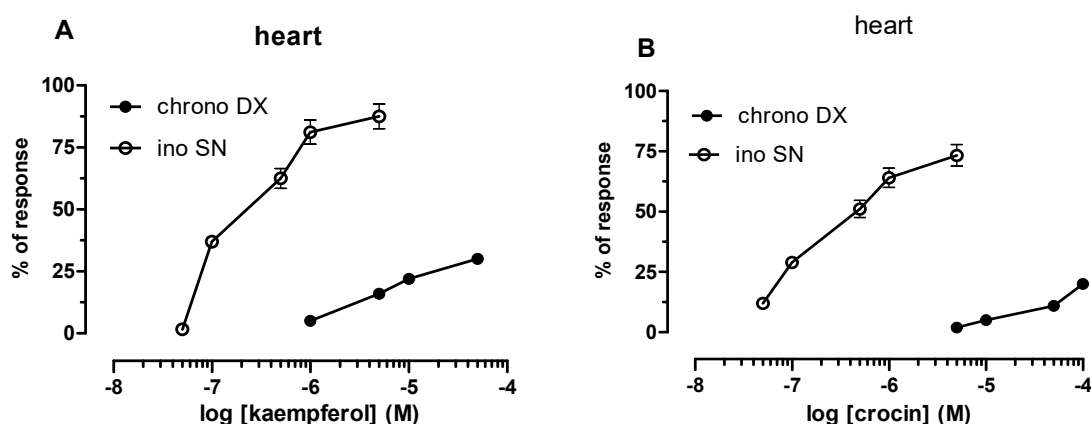 A
heart
100
75
50
25
0
% of response
chrono DX
ino SN
-8
-7
-6
-5
-4
log [kaempferol] (M)
B
heart
100
75
50
25
0
% of response
chrono DX
ino SN
-8
-7
-6
-5
-4
log [crocin] (M)